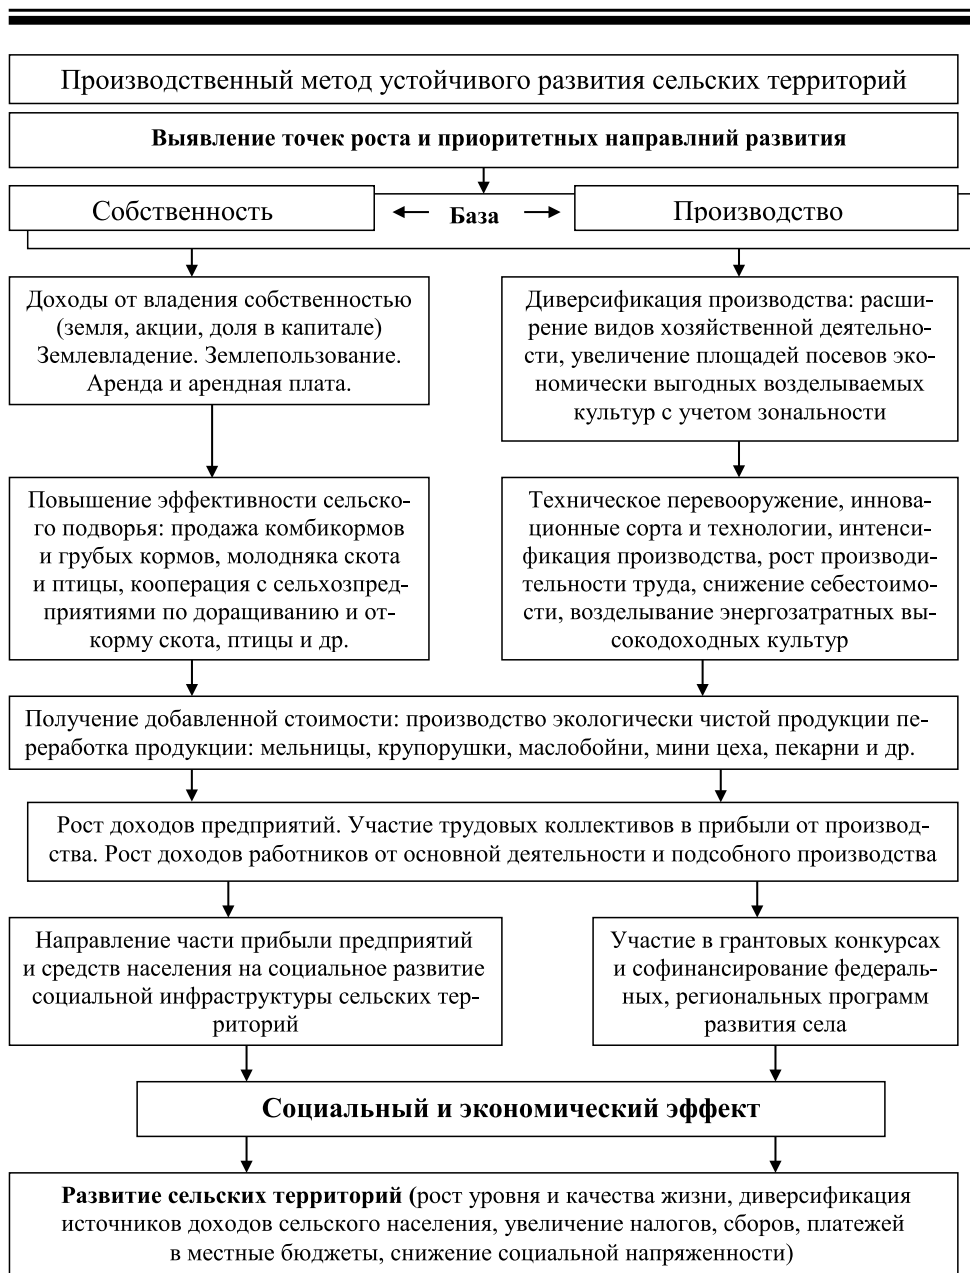 Производственный метод устойчивого развития сельских территорий
Выявление точек роста и приоритетных направлний развития
Собственность
База
Производство
Доходы от владения собственностью
(земля, акции, доля в капитале)
Землевладение. Землепользование.
Аренда и арендная плата.
Диверсификация производства: расши-
рение видов хозяйственной деятельно-
сти, увеличение площадей посевов эко-
номически выгодных возделываемых
культур с учетом зональности
Повышение эффективности сельско-
го подворья: продажа комбикормов
и грубых кормов, молодняка скота
и птицы, кооперация с сельхозпред-
приятиями по доращиванию и от-
корму скота, птицы и др.
Техническое перевооружение, иннова-
ционные сорта и технологии, интенси-
фикация производства, рост производи-
тельности труда, снижение себестоимо-
сти, возделывание энергозатратных вы-
сокодоходных культур
Получение добавленной стоимости: производство экологически чистой продукции пе-
реработка продукции: мельницы, крупорушки, маслобойни, мини цеха, пекарни и др.
Рост доходов предприятий. Участие трудовых коллективов в прибыли от производ-
ства. Рост доходов работников от основной деятельности и подсобного производства
Направление части прибыли предприятий
и средств населения на социальное развитие
социальной инфраструктуры сельских тер-
риторий
Участие в грантовых конкурсах
и софинансирование федераль-
ных, региональных программ
развития села
Социальный и экономический эффект
Развитие сельских территорий (рост уровня и качества жизни, диверсификация
источников доходов сельского населения, увеличение налогов, сборов, платежей
в местные бюджеты, снижение социальной напряженности)